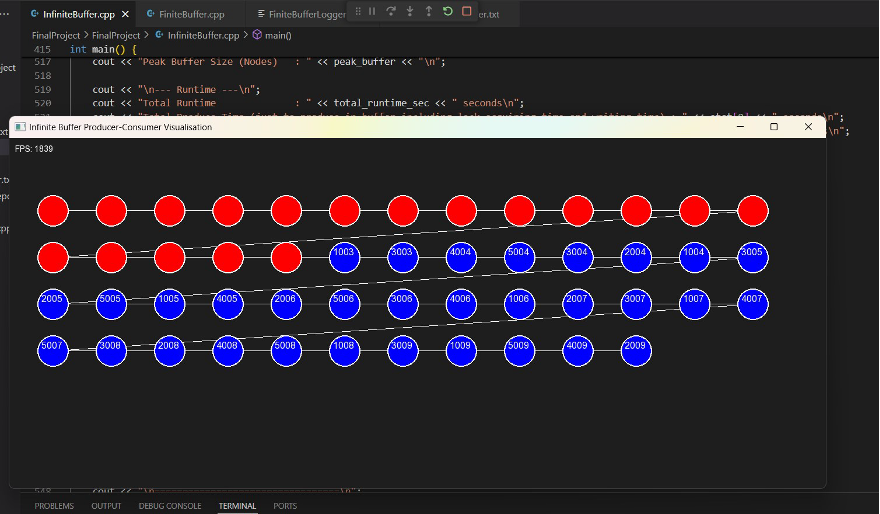 InfiniteBuffer.cpp FiniteBuffer.cpp FiniteBufferLogger er.txt
FinalProject > FinalProject > InfiniteBuffer.cpp > main()
415 int main() {
517 cout << "Peak Buffer Size (Nodes) : " << peak_buffer << "\n";
518
519 cout << "\n--- Runtime ---\n";
520 cout << "Total Runtime : " << total_runtime_sec << " seconds\n";
Infinite Buffer Producer-Consumer Visualisation
FPS: 1839
1003 3003 4004 5004 3004 2004 1004 3005
2005 5005 1005 4005 2006 5006 3006 4006 1006 2007 3007 1007 4007
5007 3008 2008 4008 5008 1008 3009 1009 5009 4009 2009
PROBLEMS OUTPUT DEBUG CONSOLE TERMINAL PORTS